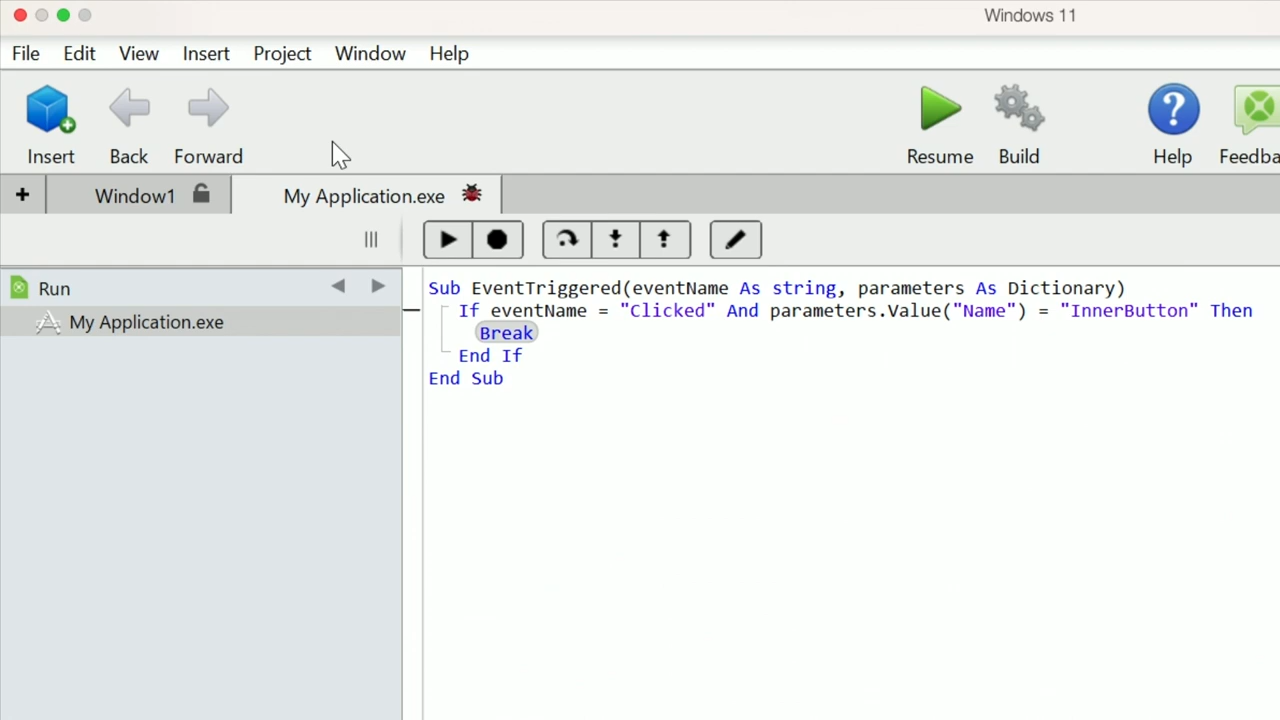 Windows 11
File Edit View Insert Project Window Help
Insert Back Forward Resume Build Help Feedba
+ Window1 My Application.exe
Run
My Application.exe
Sub EventTriggered(eventName As string, parameters As Dictionary)
If eventName = "Clicked" And parameters.Value("Name") = "InnerButton" Then
Break
End If
End Sub